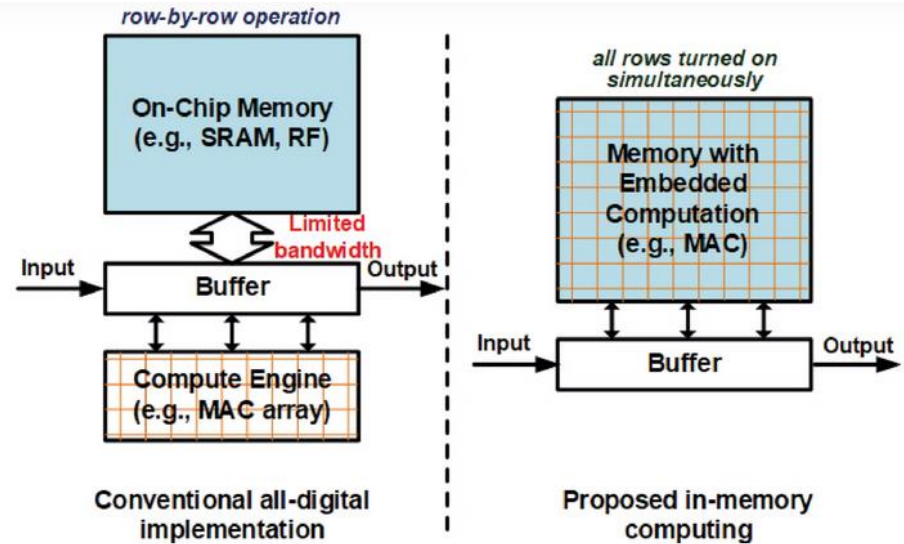 row-by-row operation
On-Chip Memory
(e.g., SRAM, RF)
Limited
bandwidth
Input
Buffer
Output
Compute Engine
(e.g., MAC array)
Conventional all-digital
implementation
all rows turned on
simultaneously
Memory with
Embedded
Computation
(e.g., MAC)
Input
Buffer
Output
Proposed in-memory
computing